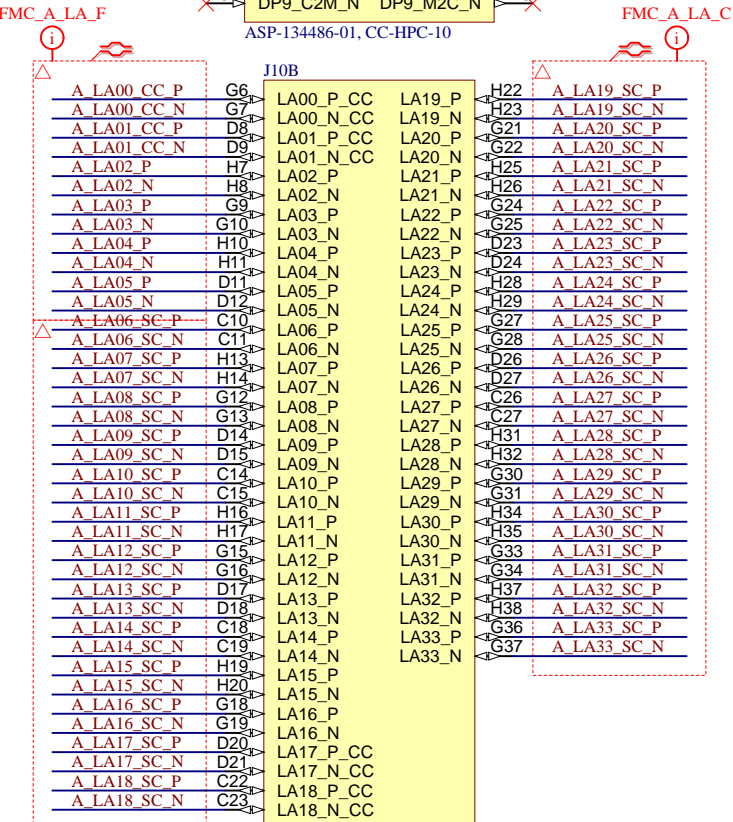 DP9_C2M_N DP9_M2C_N
FMC_A_LA_F FMC_A_LA_C
ASP-134486-01, CC-HPC-10
J10B
A_LA00_CC_P G6 LA00_P_CC LA19_P H22 A_LA19_SC_P
A_LA00_CC_N G7 LA00_N_CC LA19_N H23 A_LA19_SC_N
A_LA01_CC_P D8 LA01_P_CC LA20_P G21 A_LA20_SC_P
A_LA01_CC_N D9 LA01_N_CC LA20_N G22 A_LA20_SC_N
A_LA02_P H7 LA02_P LA21_P H25 A_LA21_SC_P
A_LA02_N H8 LA02_N LA21_N H26 A_LA21_SC_N
A_LA03_P G9 LA03_P LA22_P G24 A_LA22_SC_P
A_LA03_N G10 LA03_N LA22_N G25 A_LA22_SC_N
A_LA04_P H10 LA04_P LA23_P D23 A_LA23_SC_P
A_LA04_N H11 LA04_N LA23_N D24 A_LA23_SC_N
A_LA05_P D11 LA05_P LA24_P H28 A_LA24_SC_P
A_LA05_N D12 LA05_N LA24_N H29 A_LA24_SC_N
A_LA06_SC_P C10 LA06_P LA25_P G27 A_LA25_SC_P
A_LA06_SC_N C11 LA06_N LA25_N G28 A_LA25_SC_N
A_LA07_SC_P H13 LA07_P LA26_P D26 A_LA26_SC_P
A_LA07_SC_N H14 LA07_N LA26_N D27 A_LA26_SC_N
A_LA08_SC_P G12 LA08_P LA27_P C26 A_LA27_SC_P
A_LA08_SC_N G13 LA08_N LA27_N C27 A_LA27_SC_N
A_LA09_SC_P D14 LA09_P LA28_P H31 A_LA28_SC_P
A_LA09_SC_N D15 LA09_N LA28_N H32 A_LA28_SC_N
A_LA10_SC_P C14 LA10_P LA29_P G30 A_LA29_SC_P
A_LA10_SC_N C15 LA10_N LA29_N G31 A_LA29_SC_N
A_LA11_SC_P H16 LA11_P LA30_P H34 A_LA30_SC_P
A_LA11_SC_N H17 LA11_N LA30_N H35 A_LA30_SC_N
A_LA12_SC_P G15 LA12_P LA31_P G33 A_LA31_SC_P
A_LA12_SC_N G16 LA12_N LA31_N G34 A_LA31_SC_N
A_LA13_SC_P D17 LA13_P LA32_P H37 A_LA32_SC_P
A_LA13_SC_N D18 LA13_N LA32_N H38 A_LA32_SC_N
A_LA14_SC_P C18 LA14_P LA33_P G36 A_LA33_SC_P
A_LA14_SC_N C19 LA14_N LA33_N G37 A_LA33_SC_N
A_LA15_SC_P H19 LA15_P
A_LA15_SC_N H20 LA15_N
A_LA16_SC_P G18 LA16_P
A_LA16_SC_N G19 LA16_N
A_LA17_SC_P D20 LA17_P_CC
A_LA17_SC_N D21 LA17_N_CC
A_LA18_SC_P C22 LA18_P_CC
A_LA18_SC_N C23 LA18_N_CC